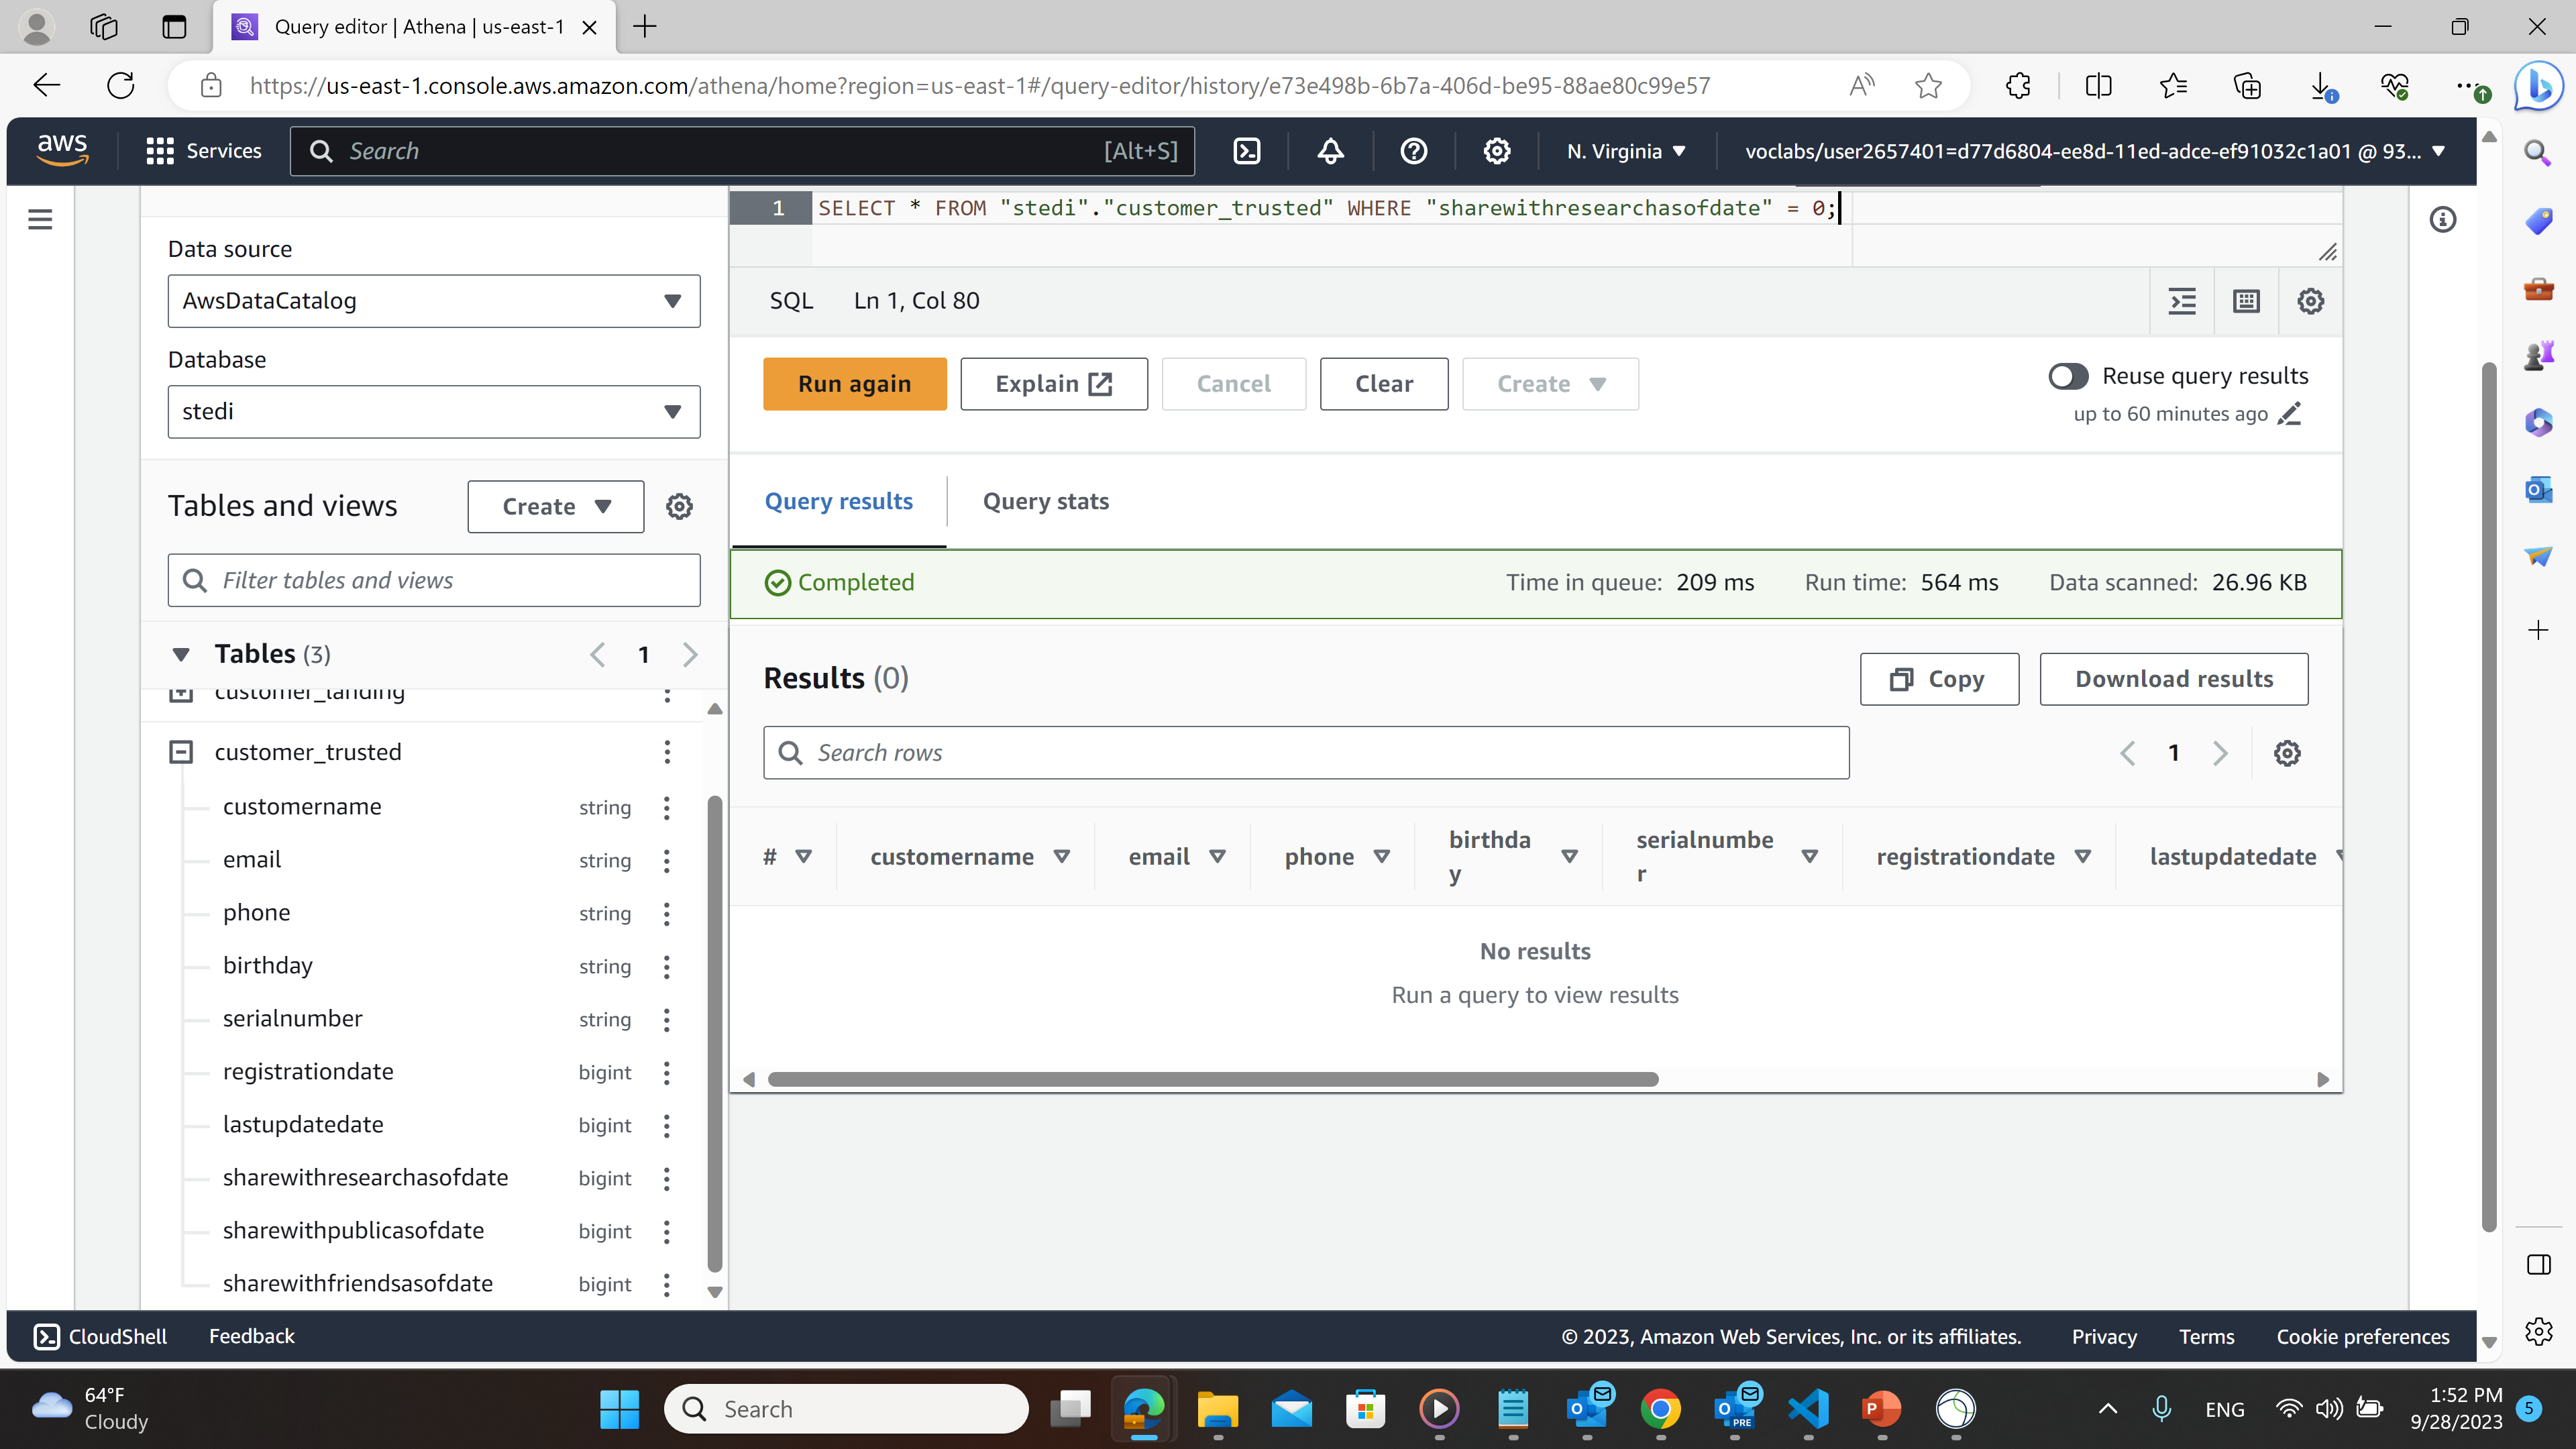 Query editor | Athena | us-east-1
https://us-east-1.console.aws.amazon.com/athena/home?region=us-east-1#/query-editor/history/e73e498b-6b7a-406d-be95-88ae80c99e57
aws
Services
Search
[Alt+S]
N. Virginia
voclabs/user2657401=d77d6804-ee8d-11ed-adce-ef91032c1a01 @ 93...
Data source
AwsDataCatalog
Database
stedi
Tables and views
Create
Filter tables and views
Tables (3)
1
customer_landing
customer_trusted
customername string
email string
phone string
birthday string
serialnumber string
registrationdate bigint
lastupdatedate bigint
sharewithresearchasofdate bigint
sharewithpublicasofdate bigint
sharewithfriendsasofdate bigint
1 SELECT * FROM "stedi"."customer_trusted" WHERE "sharewithresearchasofdate" = 0;
SQL Ln 1, Col 80
Run again
Explain
Cancel
Clear
Create
Reuse query results
up to 60 minutes ago
Query results
Query stats
Completed
Time in queue: 209 ms
Run time: 564 ms
Data scanned: 26.96 KB
Results (0)
Copy
Download results
Search rows
1
# customername email phone birthda
y
serialnumbe
r
registrationdate lastupdatedate
No results
Run a query to view results
CloudShell
Feedback
© 2023, Amazon Web Services, Inc. or its affiliates.
Privacy
Terms
Cookie preferences
64°F
Cloudy
Search
PRE
ENG
1:52 PM
9/28/2023
5